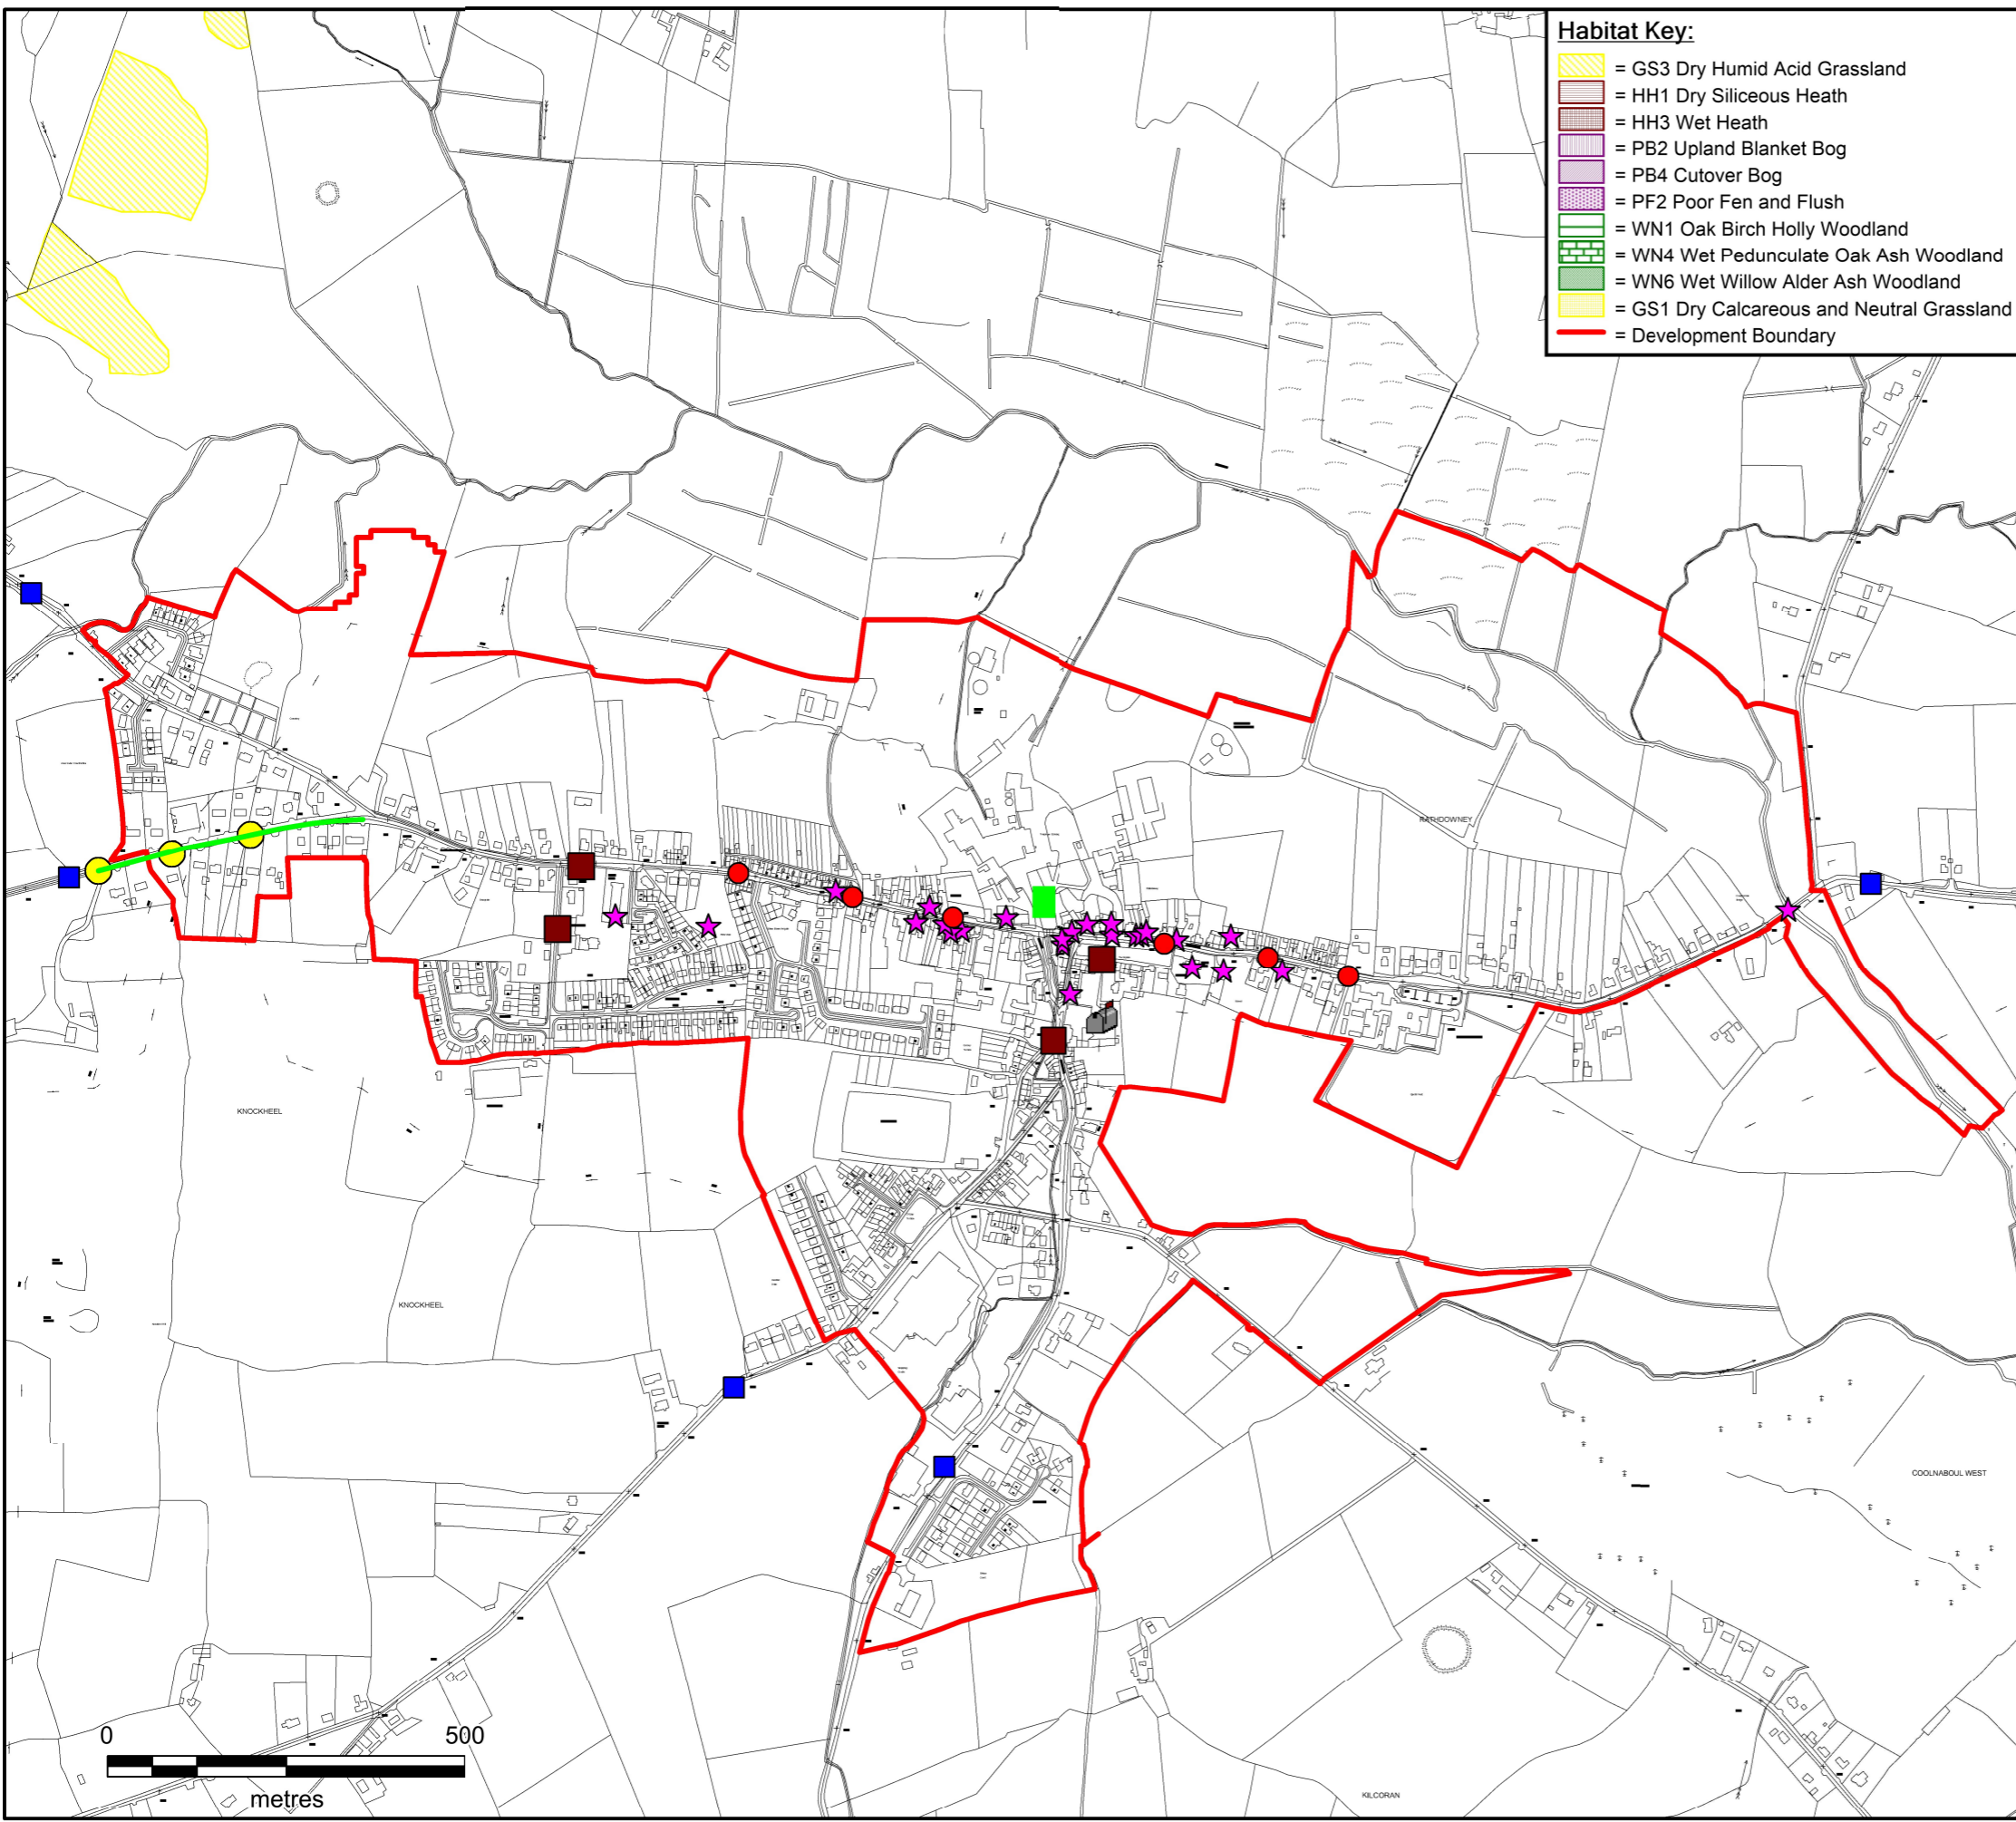 Habitat Key:
= GS3 Dry Humid Acid Grassland
= HH1 Dry Siliceous Heath
= HH3 Wet Heath
= PB2 Upland Blanket Bog
= PB4 Cutover Bog
= PF2 Poor Fen and Flush
= WN1 Oak Birch Holly Woodland
= WN4 Wet Pedunculate Oak Ash Woodland
= WN6 Wet Willow Alder Ash Woodland
= GS1 Dry Calcareous and Neutral Grassland
= Development Boundary
RATHDOWNEY
KNOCKHEEL
KNOCKHEEL
COOLNABOUL WEST
KILCORAN
0 500
metres